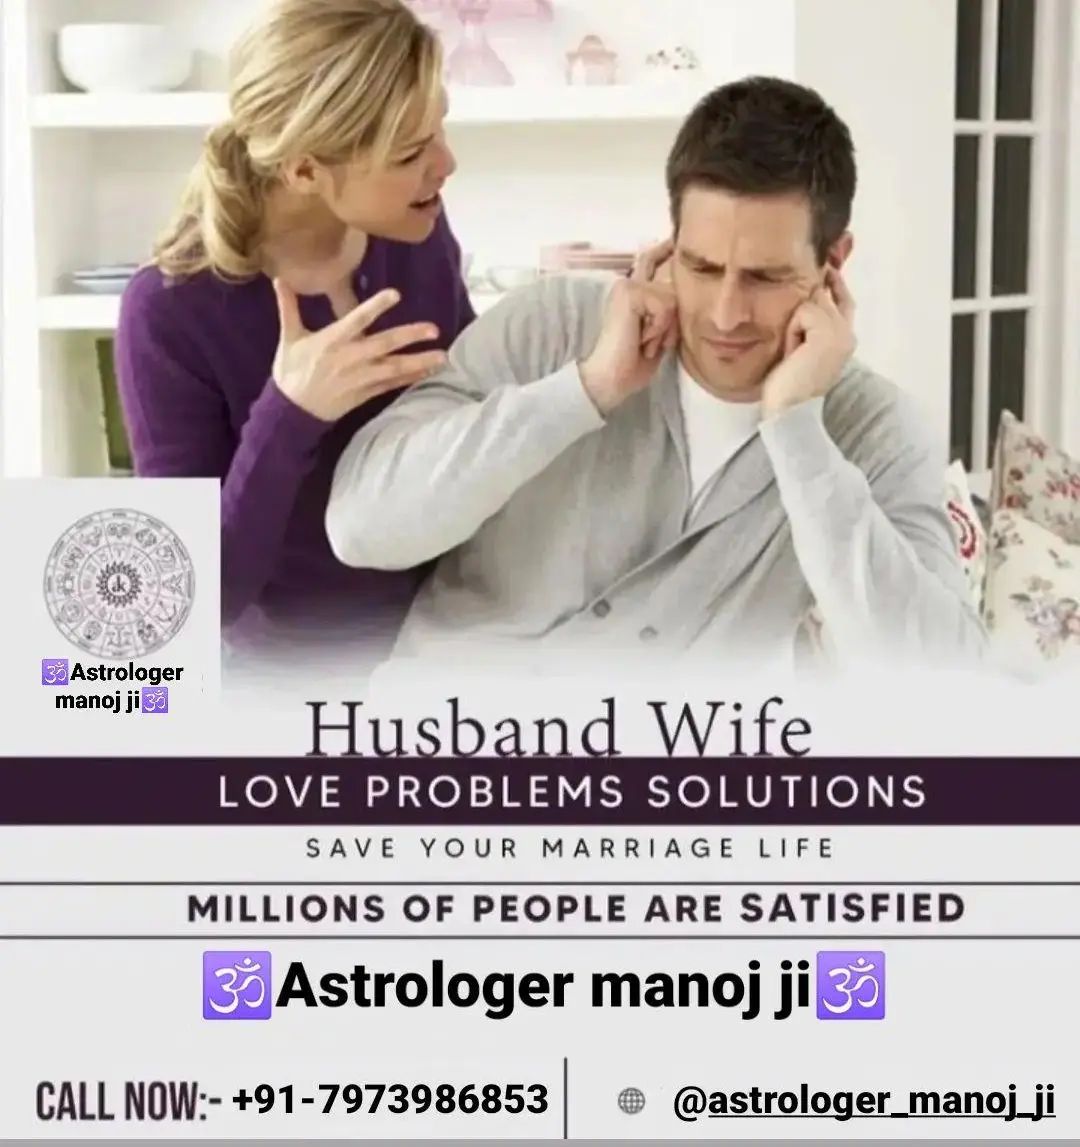 🕉Astrologer
manoj ji🕉
Husband Wife
LOVE PROBLEMS SOLUTIONS
SAVE YOUR MARRIAGE LIFE
MILLIONS OF PEOPLE ARE SATISFIED
🕉Astrologer manoj ji🕉
CALL NOW:- +91-7973986853
@astrologer_manoj_ji